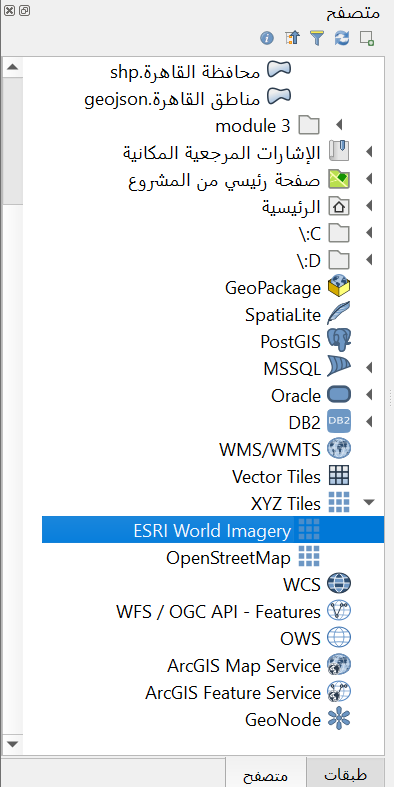 متصفح
محافظة القاهرة.shp
مناطق القاهرة.geojson
module 3
الإشارات المرجعية المكانية
صفحة رئيسي من المشروع
الرئيسية
C:\
D:\
GeoPackage
SpatiaLite
PostGIS
MSSQL
Oracle
DB2
DB2
WMS/WMTS
Vector Tiles
XYZ Tiles
ESRI World Imagery
OpenStreetMap
WCS
WFS / OGC API - Features
OWS
ArcGIS Map Service
ArcGIS Feature Service
GeoNode
طبقات
متصفح